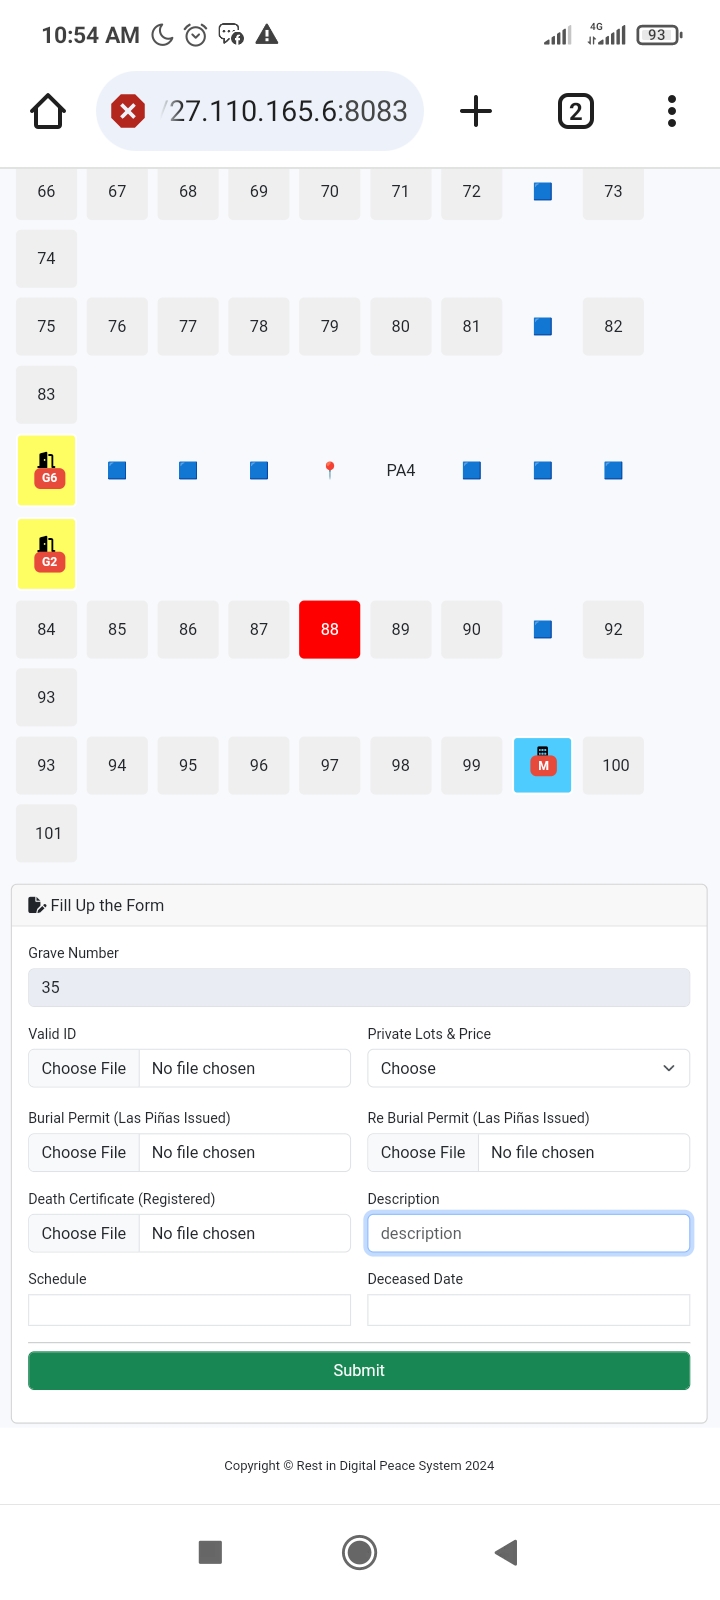 10:54 AM 4G 93
/27.110.165.6:8083 2
66 67 68 69 70 71 72 73
74
75 76 77 78 79 80 81 82
83
G6 PA4
G2
84 85 86 87 88 89 90 92
93
93 94 95 96 97 98 99 M 100
101
Fill Up the Form
Grave Number
35
Valid ID Private Lots & Price
Choose File No file chosen Choose
Burial Permit (Las Piñas Issued) Re Burial Permit (Las Piñas Issued)
Choose File No file chosen Choose File No file chosen
Death Certificate (Registered) Description
Choose File No file chosen description
Schedule Deceased Date
Submit
Copyright © Rest in Digital Peace System 2024